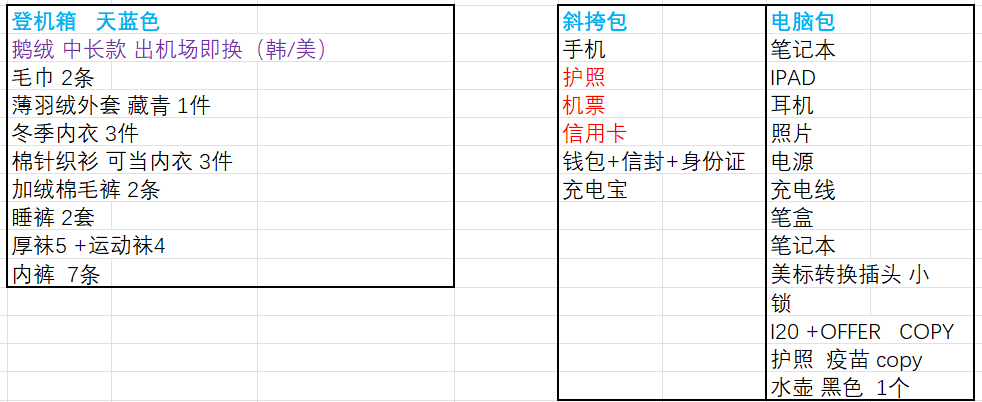 登机箱 天蓝色
鹅绒 中长款 出机场即换（韩/美）
毛巾 2条
薄羽绒外套 藏青 1件
冬季内衣 3件
棉针织衫 可当内衣 3件
加绒棉毛裤 2条
睡裤 2套
厚袜5 +运动袜4
内裤 7条
斜挎包
手机
护照
机票
信用卡
钱包+信封+身份证
充电宝
电脑包
笔记本
IPAD
耳机
照片
电源
充电线
笔盒
笔记本
美标转换插头 小
锁
I20 +OFFER COPY
护照 疫苗 copy
水壶 黑色 1个